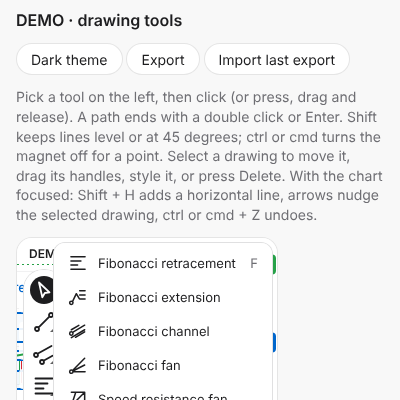 DEMO · drawing tools
Dark theme
Export
Import last export
Pick a tool on the left, then click (or press, drag and
release). A path ends with a double click or Enter. Shift
keeps lines level or at 45 degrees; ctrl or cmd turns the
magnet off for a point. Select a drawing to move it,
drag its handles, style it, or press Delete. With the chart
focused: Shift + H adds a horizontal line, arrows nudge
the selected drawing, ctrl or cmd + Z undoes.
Fibonacci retracement F
Fibonacci extension
Fibonacci channel
Fibonacci fan
Speed resistance fan